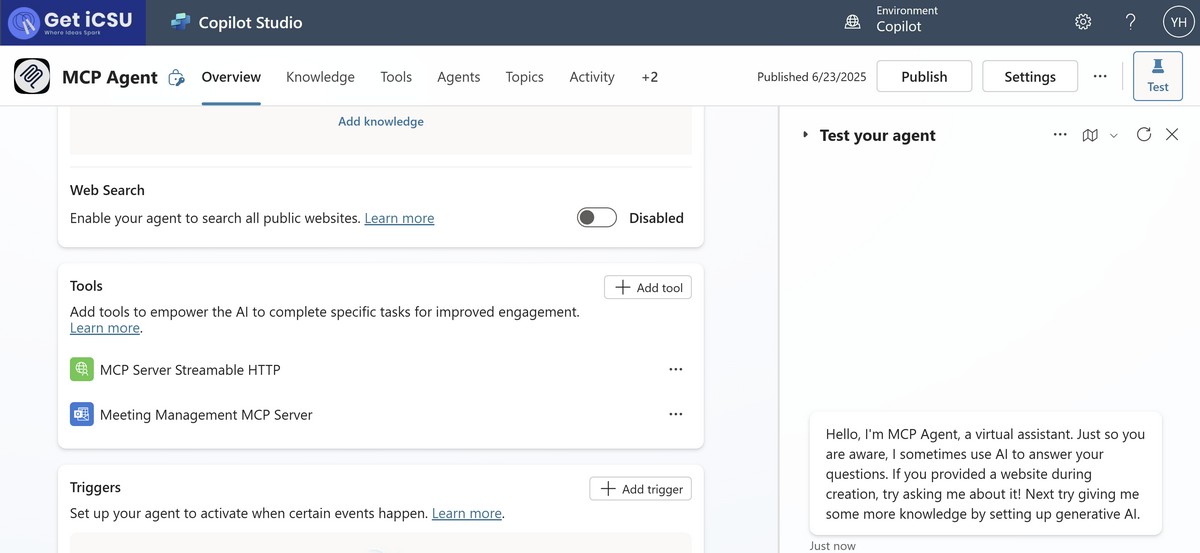 Get iCSU
Where Ideas Spark
Copilot Studio
Environment
Copilot
?
YH
MCP Agent
Overview
Knowledge
Tools
Agents
Topics
Activity
+2
Published 6/23/2025
Publish
Settings
...
Test
Add knowledge
Web Search
Enable your agent to search all public websites. Learn more
Disabled
Tools
Add tool
Add tools to empower the AI to complete specific tasks for improved engagement.
Learn more.
MCP Server Streamable HTTP
...
Meeting Management MCP Server
...
Triggers
Add trigger
Set up your agent to activate when certain events happen. Learn more.
Test your agent
...
Hello, I'm MCP Agent, a virtual assistant. Just so you
are aware, I sometimes use AI to answer your
questions. If you provided a website during
creation, try asking me about it! Next try giving me
some more knowledge by setting up generative AI.
Just now